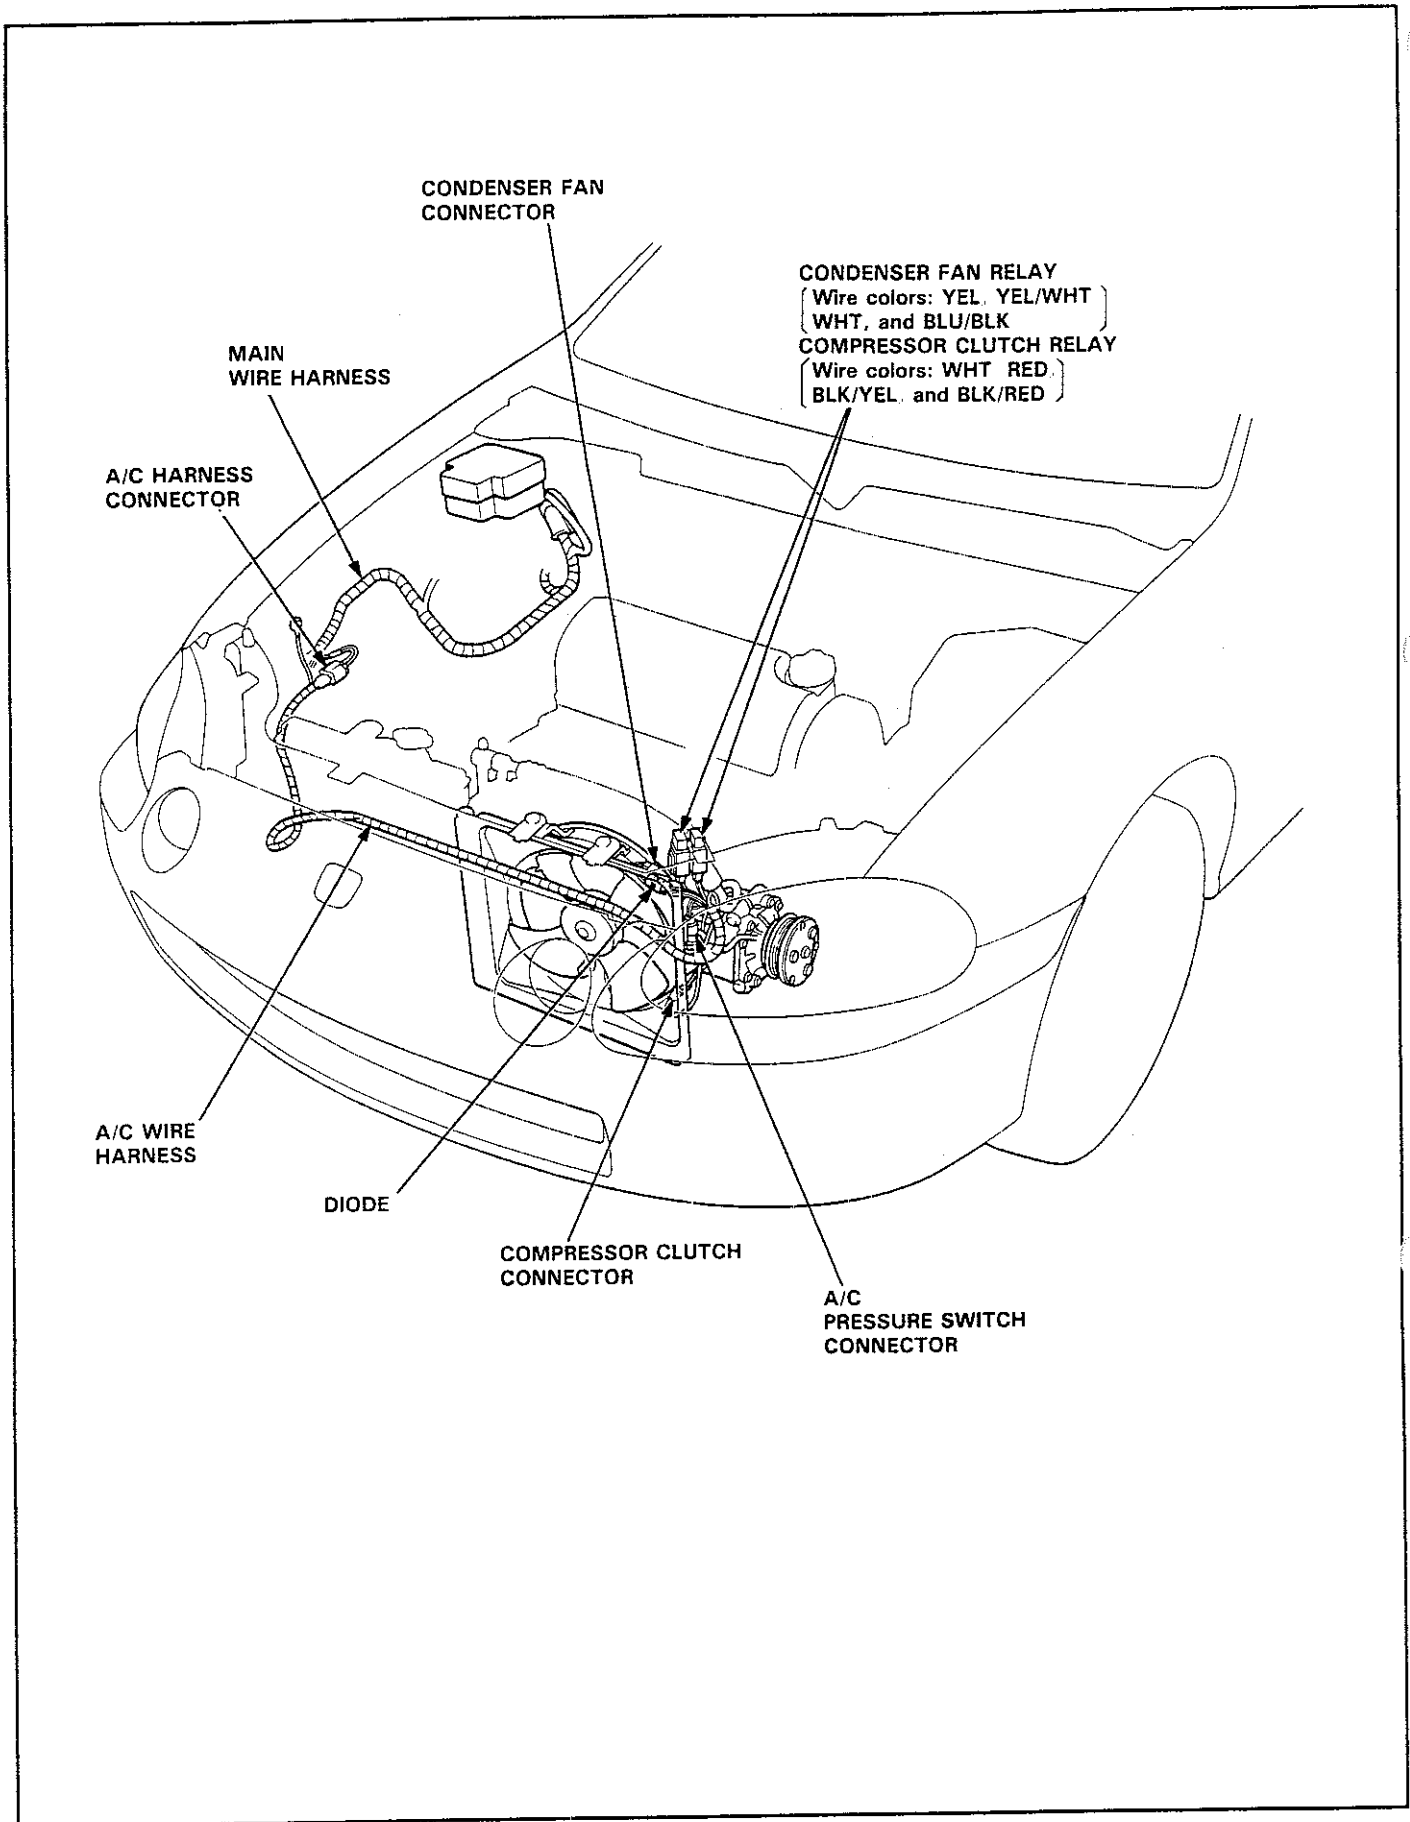 CONDENSER FAN
CONNECTOR
CONDENSER FAN RELAY
Wire colors: YEL, YEL/WHT
WHT, and BLU/BLK
COMPRESSOR CLUTCH RELAY
Wire colors: WHT RED,
BLK/YEL, and BLK/RED
MAIN
WIRE HARNESS
A/C HARNESS
CONNECTOR
A/C WIRE
HARNESS
DIODE
COMPRESSOR CLUTCH
CONNECTOR
A/C
PRESSURE SWITCH
CONNECTOR